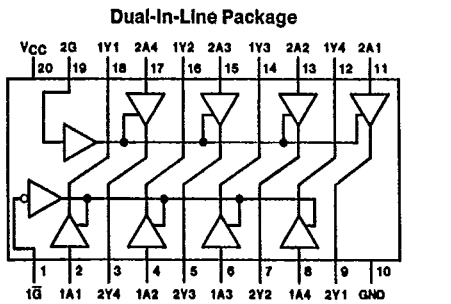 Dual-In-Line Package
VCC 2G 1Y1 2A4 1Y2 2A3 1Y3 2A2 1Y4 2A1
20 19 18 17 16 15 14 13 12 11
1 2 3 4 5 6 7 8 9 10
1G̅ 1A1 2Y4 1A2 2Y3 1A3 2Y2 1A4 2Y1 GND